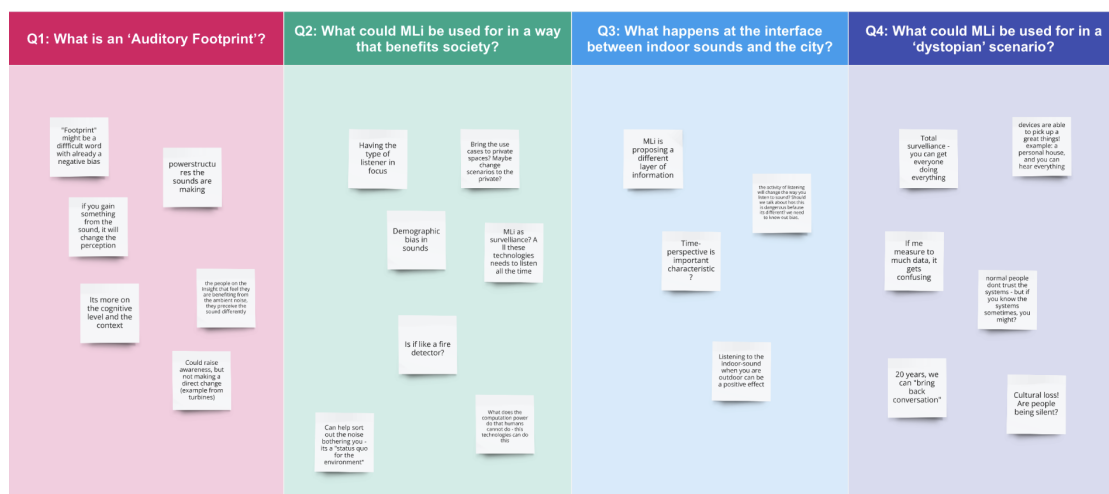 Q1: What is an 'Auditory Footprint'?
"Footprint"
might be a
difficult word
with already a
negative bias
powerstructu
res the
sounds are
making
if you gain
something
from the
sound, it will
change the
perception
Its more on
the cognitive
level and the
context
the people on the
insight that feel they
are benefiting from
the ambient noise,
they preceive the
sound differently
Could raise
awareness, but
not making a
direct change
(example from
turbines)
Q2: What could MLi be used for in a way
that benefits society?
Having the
type of
listener in
focus
Bring the use
cases to private
spaces? Maybe
change
scenarios to the
private?
Demographic
bias in
sounds
MLi as
survelliance? A
ll these
technologies
needs to listen
all the time
Is if like a fire
detector?
Can help sort
out the noise
bothering you -
its a "status quo
for the
environment"
What does the
computation power
do that humans
cannot do - this
technologies can do
this
Q3: What happens at the interface
between indoor sounds and the city?
MLi is
proposing a
different
layer of
information
the activity of listening
will change the way you
listen to sound? Should
we talk about
is dangerous
its different? we need
to know out bias.
Time-
perspective is
important
characteristic
?
Listening to the
indoor-sound
when you are
outdoor can be
a positive effect
Q4: What could MLi be used for in a
'dystopian' scenario?
Total
survelliance -
you can get
everyone
doing
everything
devices are able
to pick up a
great things!
example: a
personal house,
and you can
hear everything
If me
measure to
much data, it
gets
confusing
normal people
dont trust the
systems - but if
you know the
systems
sometimes, you
might?
20 years, we
can "bring
back
conversation"
Cultural loss!
Are people
being silent?